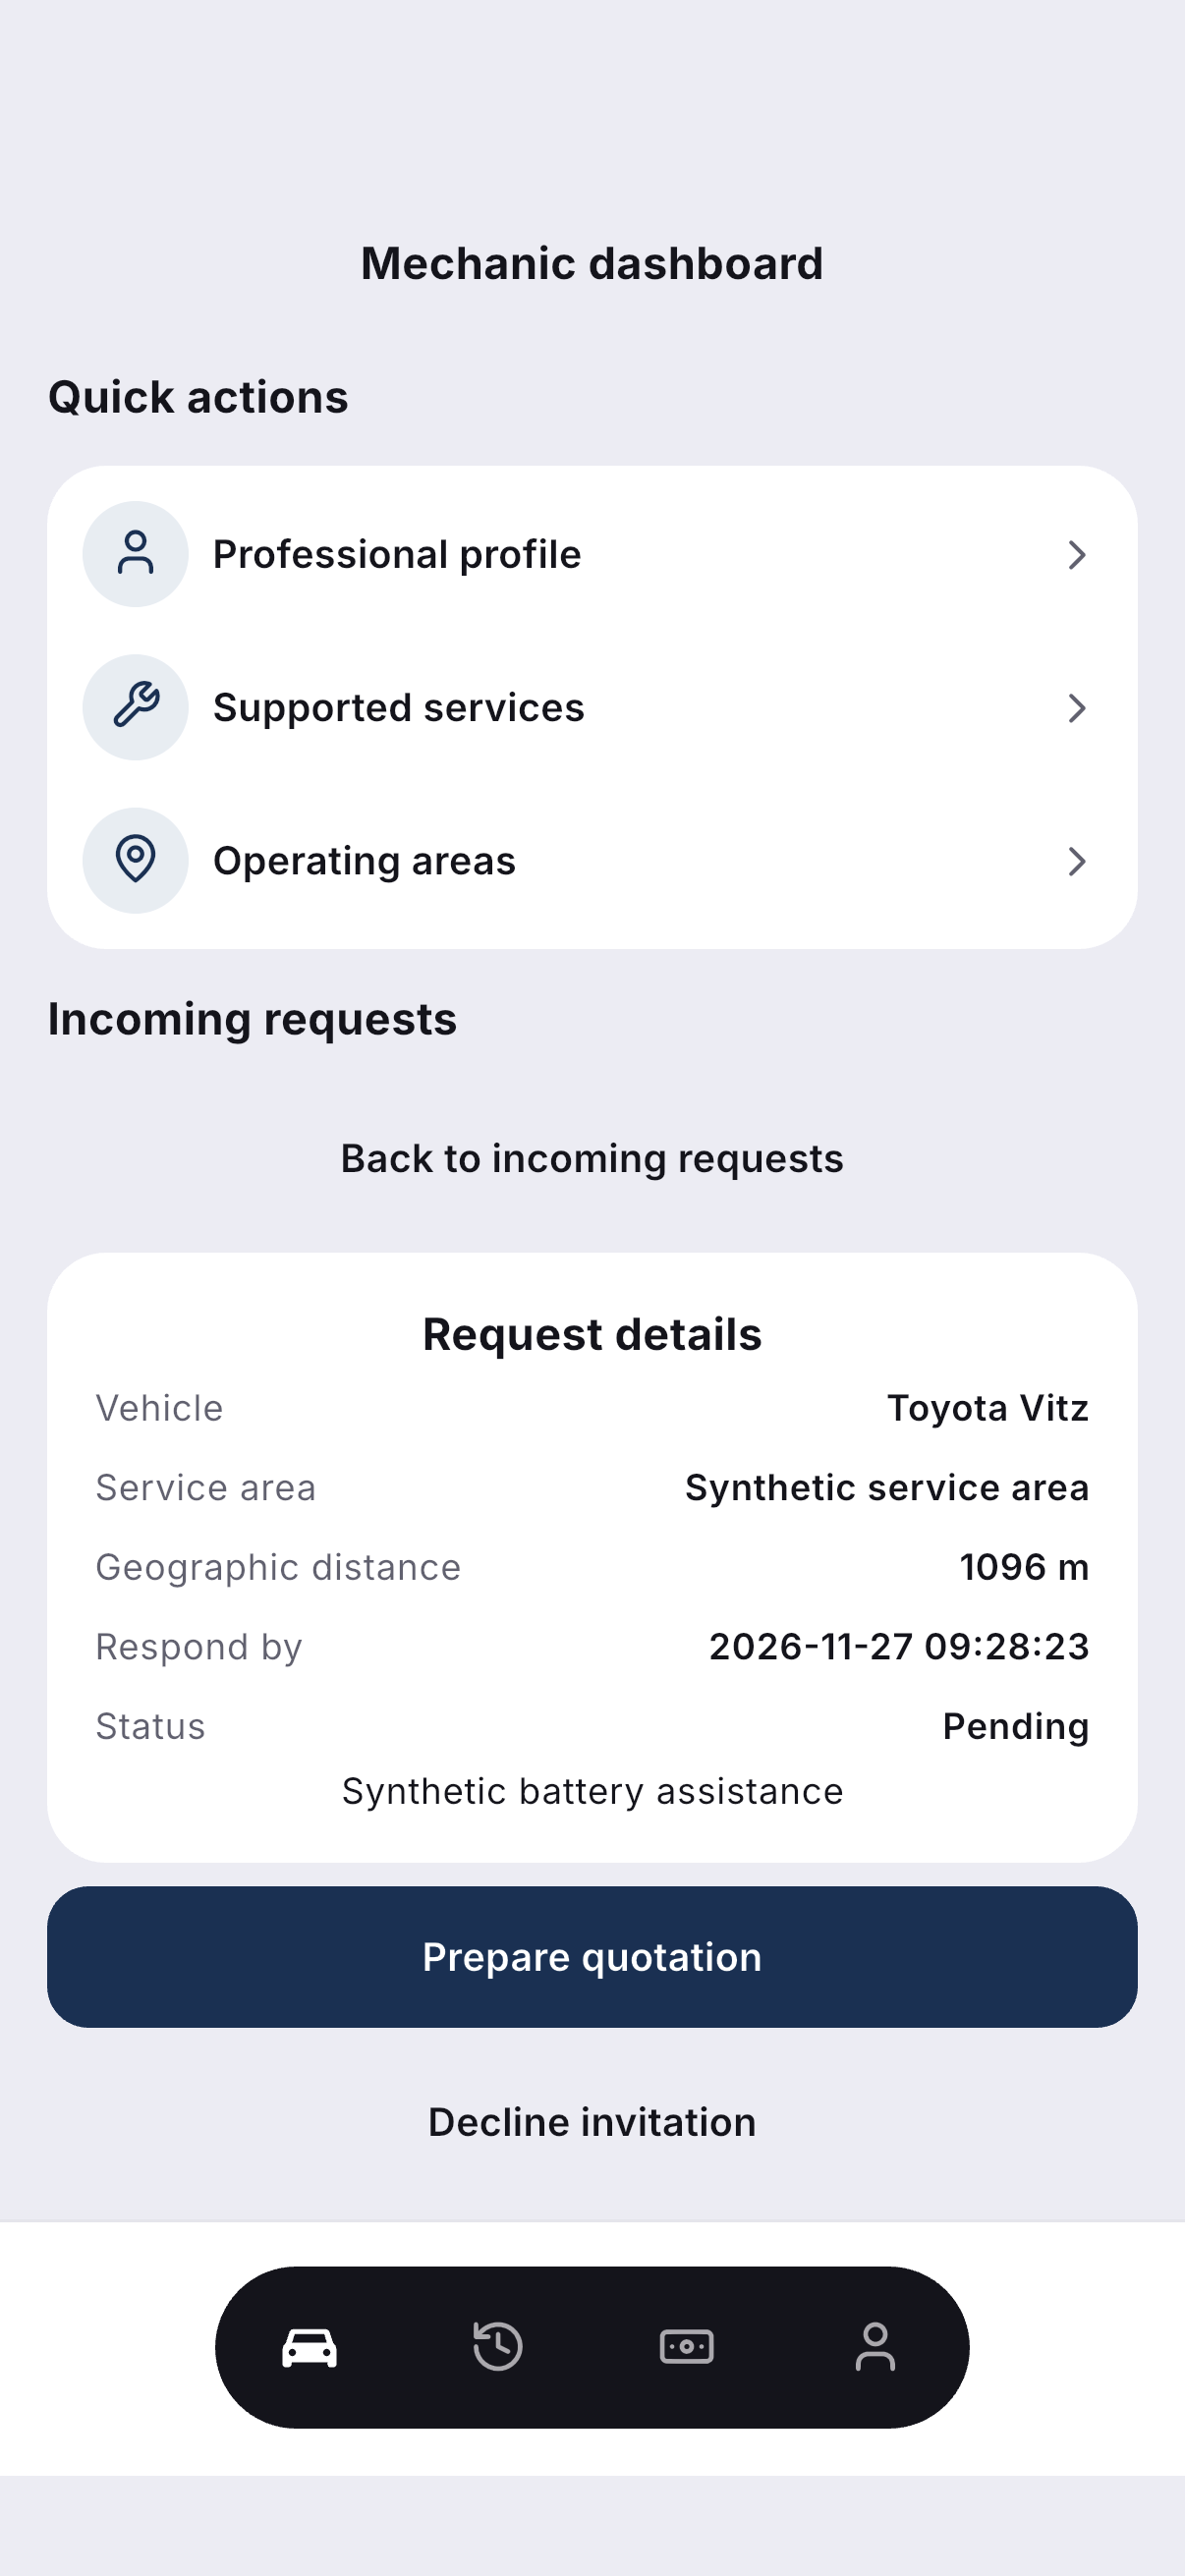 Mechanic dashboard
Quick actions
Professional profile
Supported services
Operating areas
Incoming requests
Back to incoming requests
Request details
Vehicle Toyota Vitz
Service area Synthetic service area
Geographic distance 1096 m
Respond by 2026-11-27 09:28:23
Status Pending
Synthetic battery assistance
Prepare quotation
Decline invitation